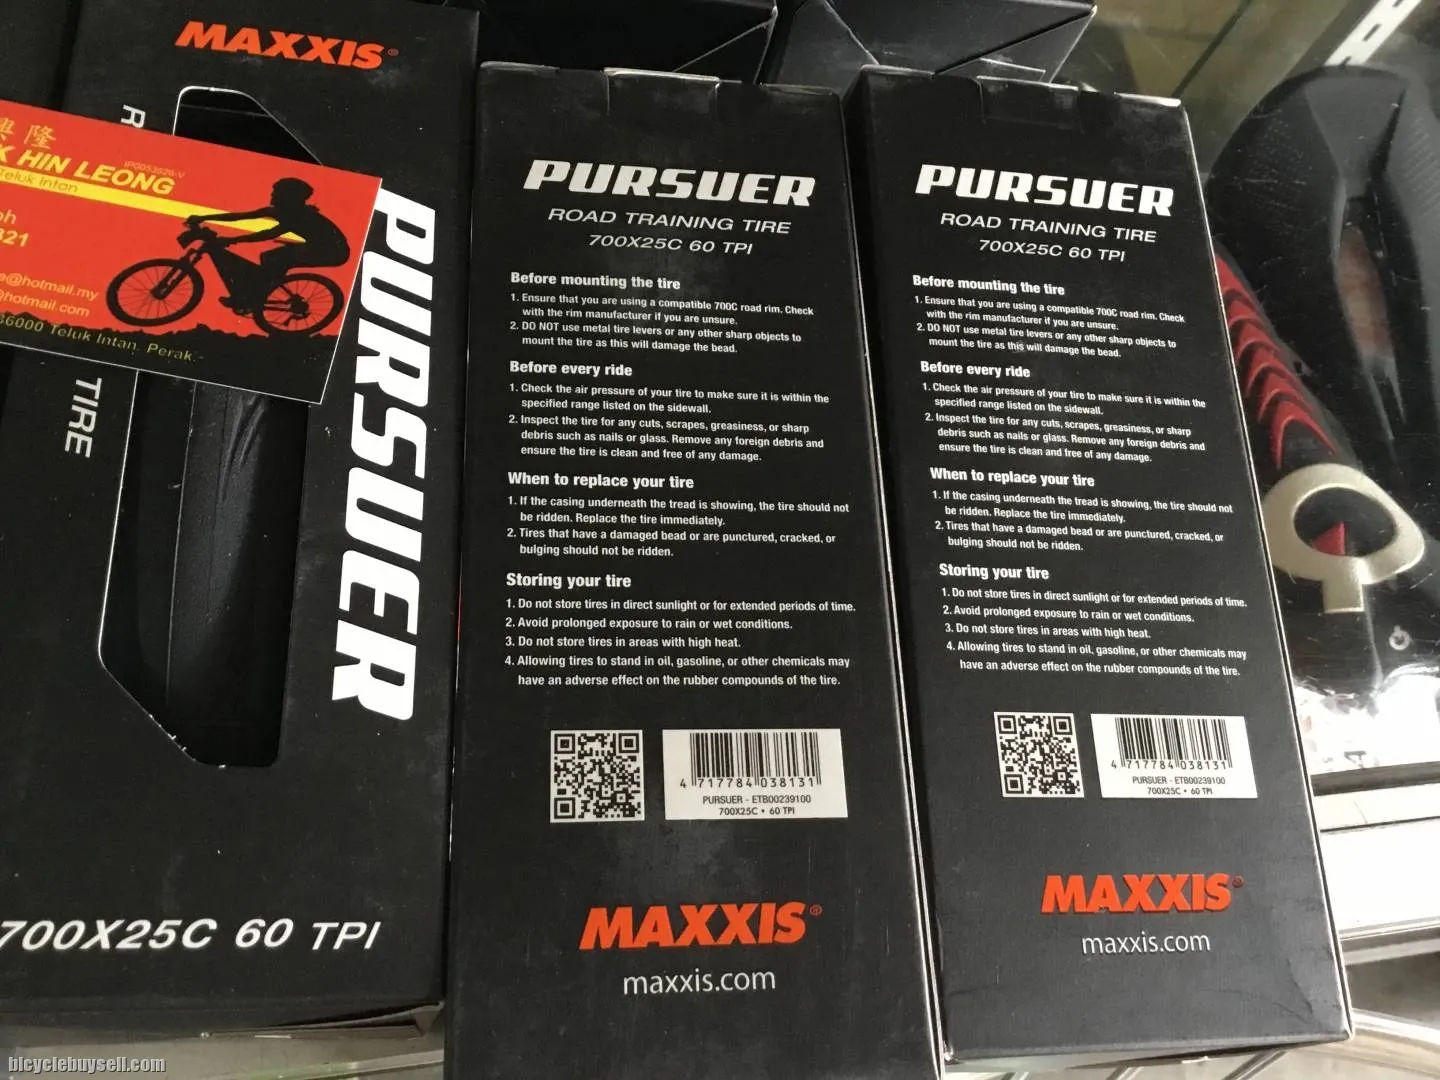 MAXXIS®
興隆
HIN LEONG
IP0053626-V
Teluk Intan
321
@hotmail.my
hotmail.com
36000 Teluk Intan. Perak.-
TIRE
PURSUER
700X25C 60 TPI
PURSUER
ROAD TRAINING TIRE
700X25C 60 TPI
Before mounting the tire
1. Ensure that you are using a compatible 700C road rim. Check
with the rim manufacturer if you are unsure.
2. DO NOT use metal tire levers or any other sharp objects to
mount the tire as this will damage the bead.
Before every ride
1. Check the air pressure of your tire to make sure it is within the
specified range listed on the sidewall.
2. Inspect the tire for any cuts, scrapes, greasiness, or sharp
debris such as nails or glass. Remove any foreign debris and
ensure the tire is clean and free of any damage.
When to replace your tire
1. If the casing underneath the tread is showing, the tire should not
be ridden. Replace the tire immediately.
2. Tires that have a damaged bead or are punctured, cracked, or
bulging should not be ridden.
Storing your tire
1. Do not store tires in direct sunlight or for extended periods of time.
2. Avoid prolonged exposure to rain or wet conditions.
3. Do not store tires in areas with high heat.
4. Allowing tires to stand in oil, gasoline, or other chemicals may
have an adverse effect on the rubber compounds of the tire.
4 717784 038131
PURSUER - ETB00239100
700X25C • 60 TPI
MAXXIS®
maxxis.com
PURSUER
ROAD TRAINING TIRE
700X25C 60 TPI
Before mounting the tire
1. Ensure that you are using a compatible 700C road rim. Check
with the rim manufacturer if you are unsure.
2. DO NOT use metal tire levers or any other sharp objects to
mount the tire as this will damage the bead.
Before every ride
1. Check the air pressure of your tire to make sure it is within the
specified range listed on the sidewall.
2. Inspect the tire for any cuts, scrapes, greasiness, or sharp
debris such as nails or glass. Remove any foreign debris and
ensure the tire is clean and free of any damage.
When to replace your tire
1. If the casing underneath the tread is showing, the tire should not
be ridden. Replace the tire immediately.
2. Tires that have a damaged bead or are punctured, cracked, or
bulging should not be ridden.
Storing your tire
1. Do not store tires in direct sunlight or for extended periods of time.
2. Avoid prolonged exposure to rain or wet conditions.
3. Do not store tires in areas with high heat.
4. Allowing tires to stand in oil, gasoline, or other chemicals may
have an adverse effect on the rubber compounds of the tire.
4 717784 038131
PURSUER - ETB00239100
700X25C • 60 TPI
MAXXIS®
maxxis.com
bicyclebuysell.com